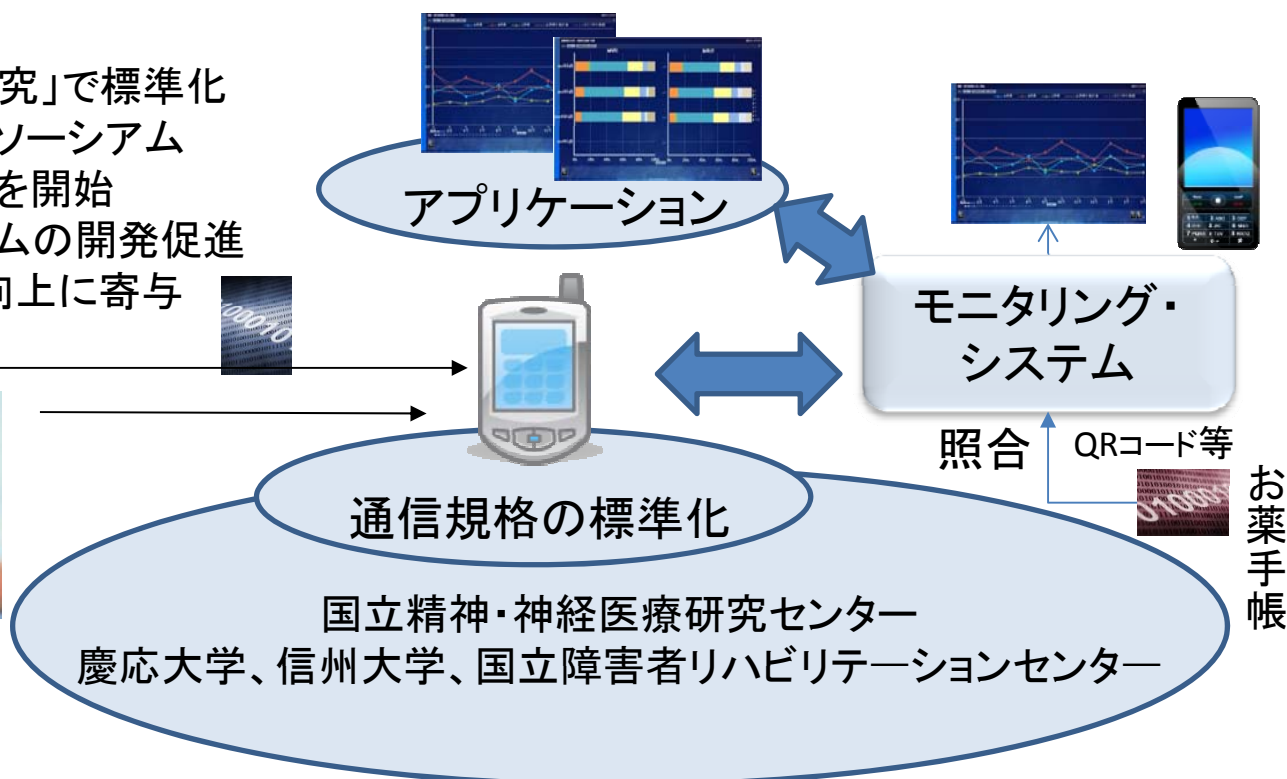 究」で標準化
ソーシアム
を開始
ムの開発促進
向上に寄与
アプリケーション
モニタリング・
システム
照合
QRコード等
お薬手帳
通信規格の標準化
国立精神・神経医療研究センター
慶応大学、信州大学、国立障害者リハビリテーションセンター